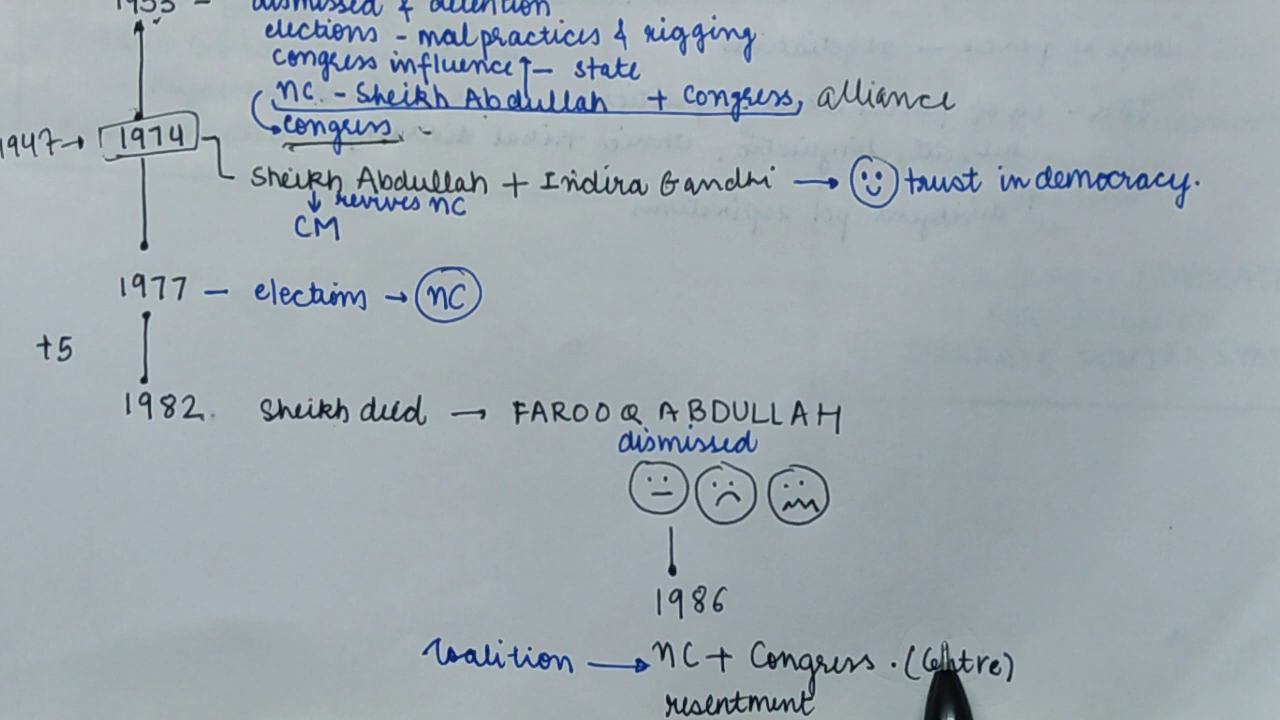 1953 - dismissed & detention
elections - malpractices & rigging
congress influence ↑ - state
NC - Sheikh Abdullah + Congress, alliance
congress -
1947 → 1974
Sheikh Abdullah + Indira Gandhi → trust in democracy.
↓ revives NC
CM
1977 - elections → NC
+5
1982. Sheikh died → FAROOQ ABDULLAH
dismissed
1986
Coalition → NC + Congress . (Centre)
resentment